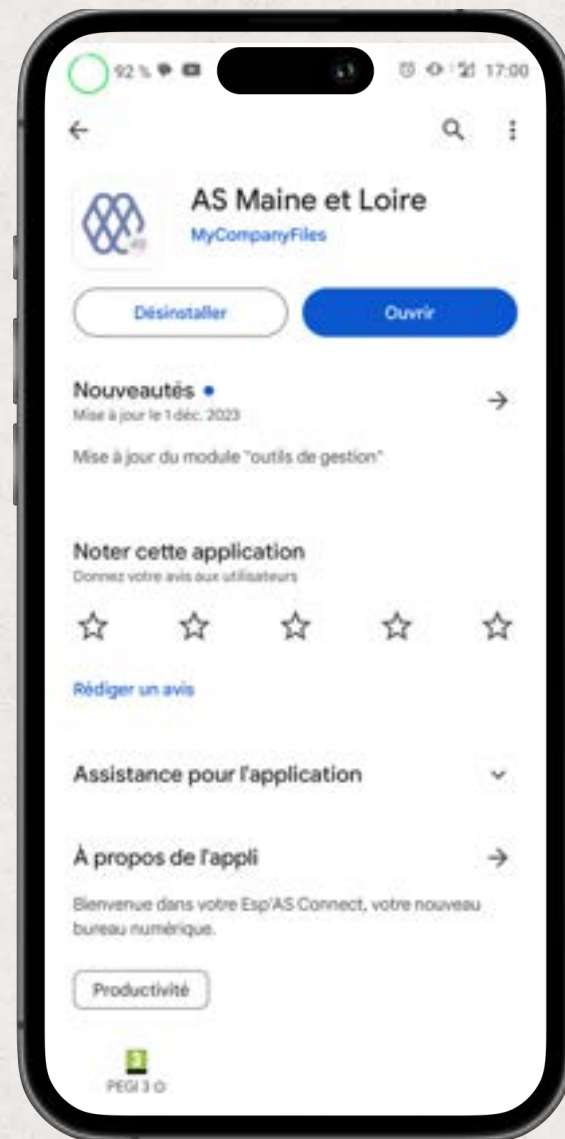 92 % 17:00
AS Maine et Loire
MyCompanyFiles
Désinstaller
Ouvrir
Nouveautés •
Mise à jour le 1 déc. 2023
Mise à jour du module "outils de gestion"
Noter cette application
Donnez votre avis aux utilisateurs
Rédiger un avis
Assistance pour l'application
À propos de l'appli
Bienvenue dans votre Esp'AS Connect, votre nouveau
bureau numérique.
Productivité
3
PEGI 3